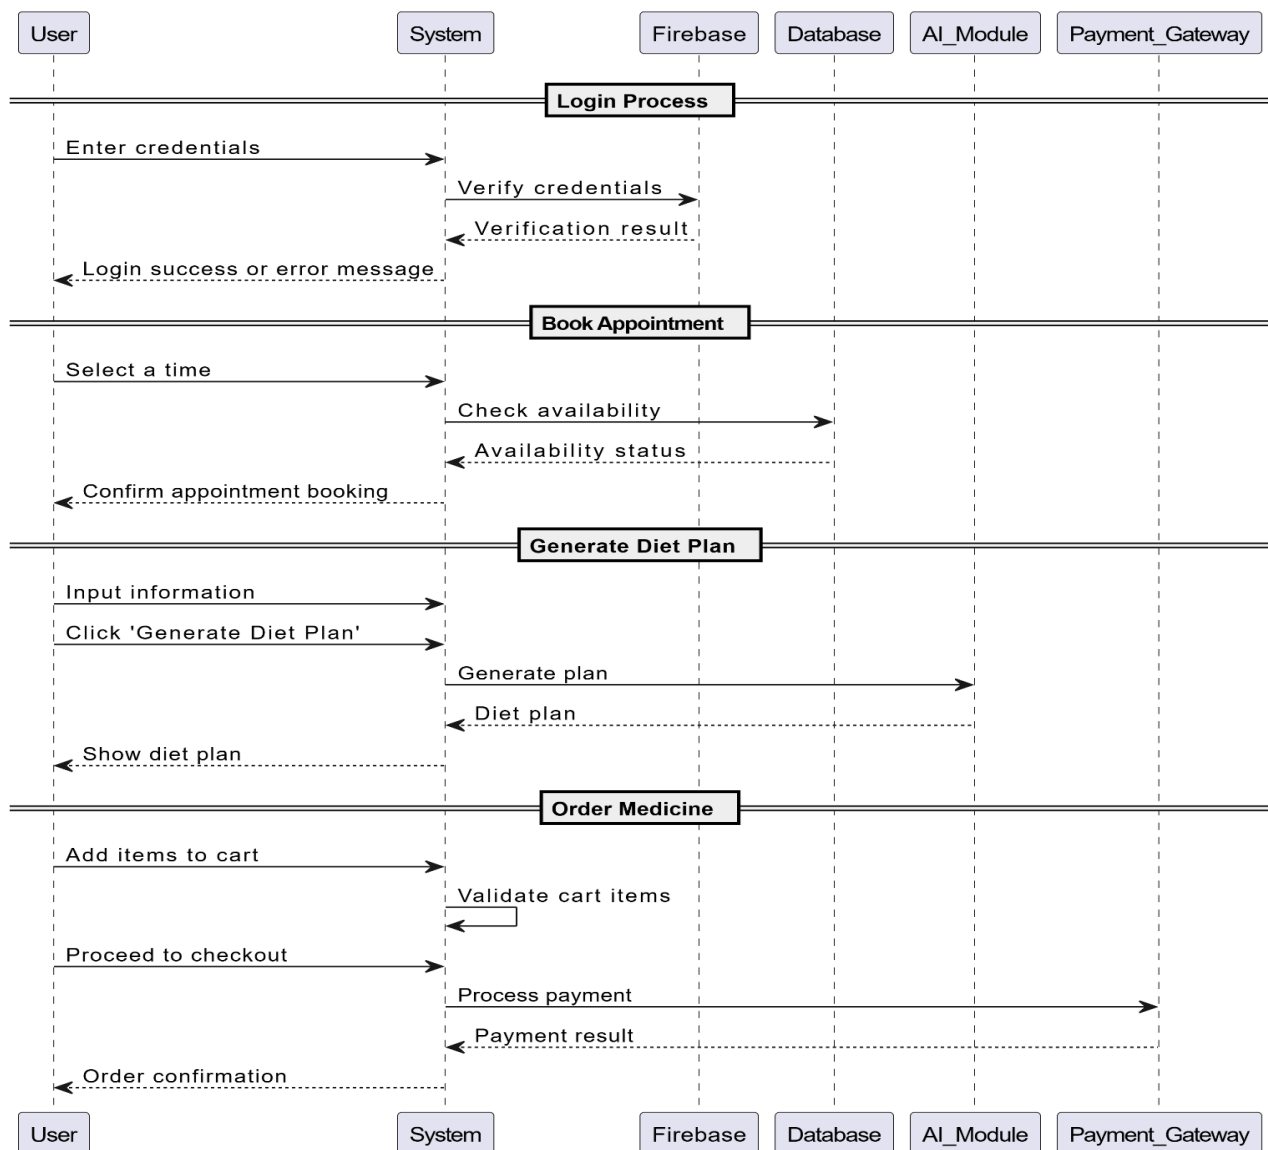 User System Firebase Database AI_Module Payment_Gateway
Login Process
Enter credentials
Verify credentials
Verification result
Login success or error message
Book Appointment
Select a time
Check availability
Availability status
Confirm appointment booking
Generate Diet Plan
Input information
Click 'Generate Diet Plan'
Generate plan
Diet plan
Show diet plan
Order Medicine
Add items to cart
Validate cart items
Proceed to checkout
Process payment
Payment result
Order confirmation
User System Firebase Database AI_Module Payment_Gateway